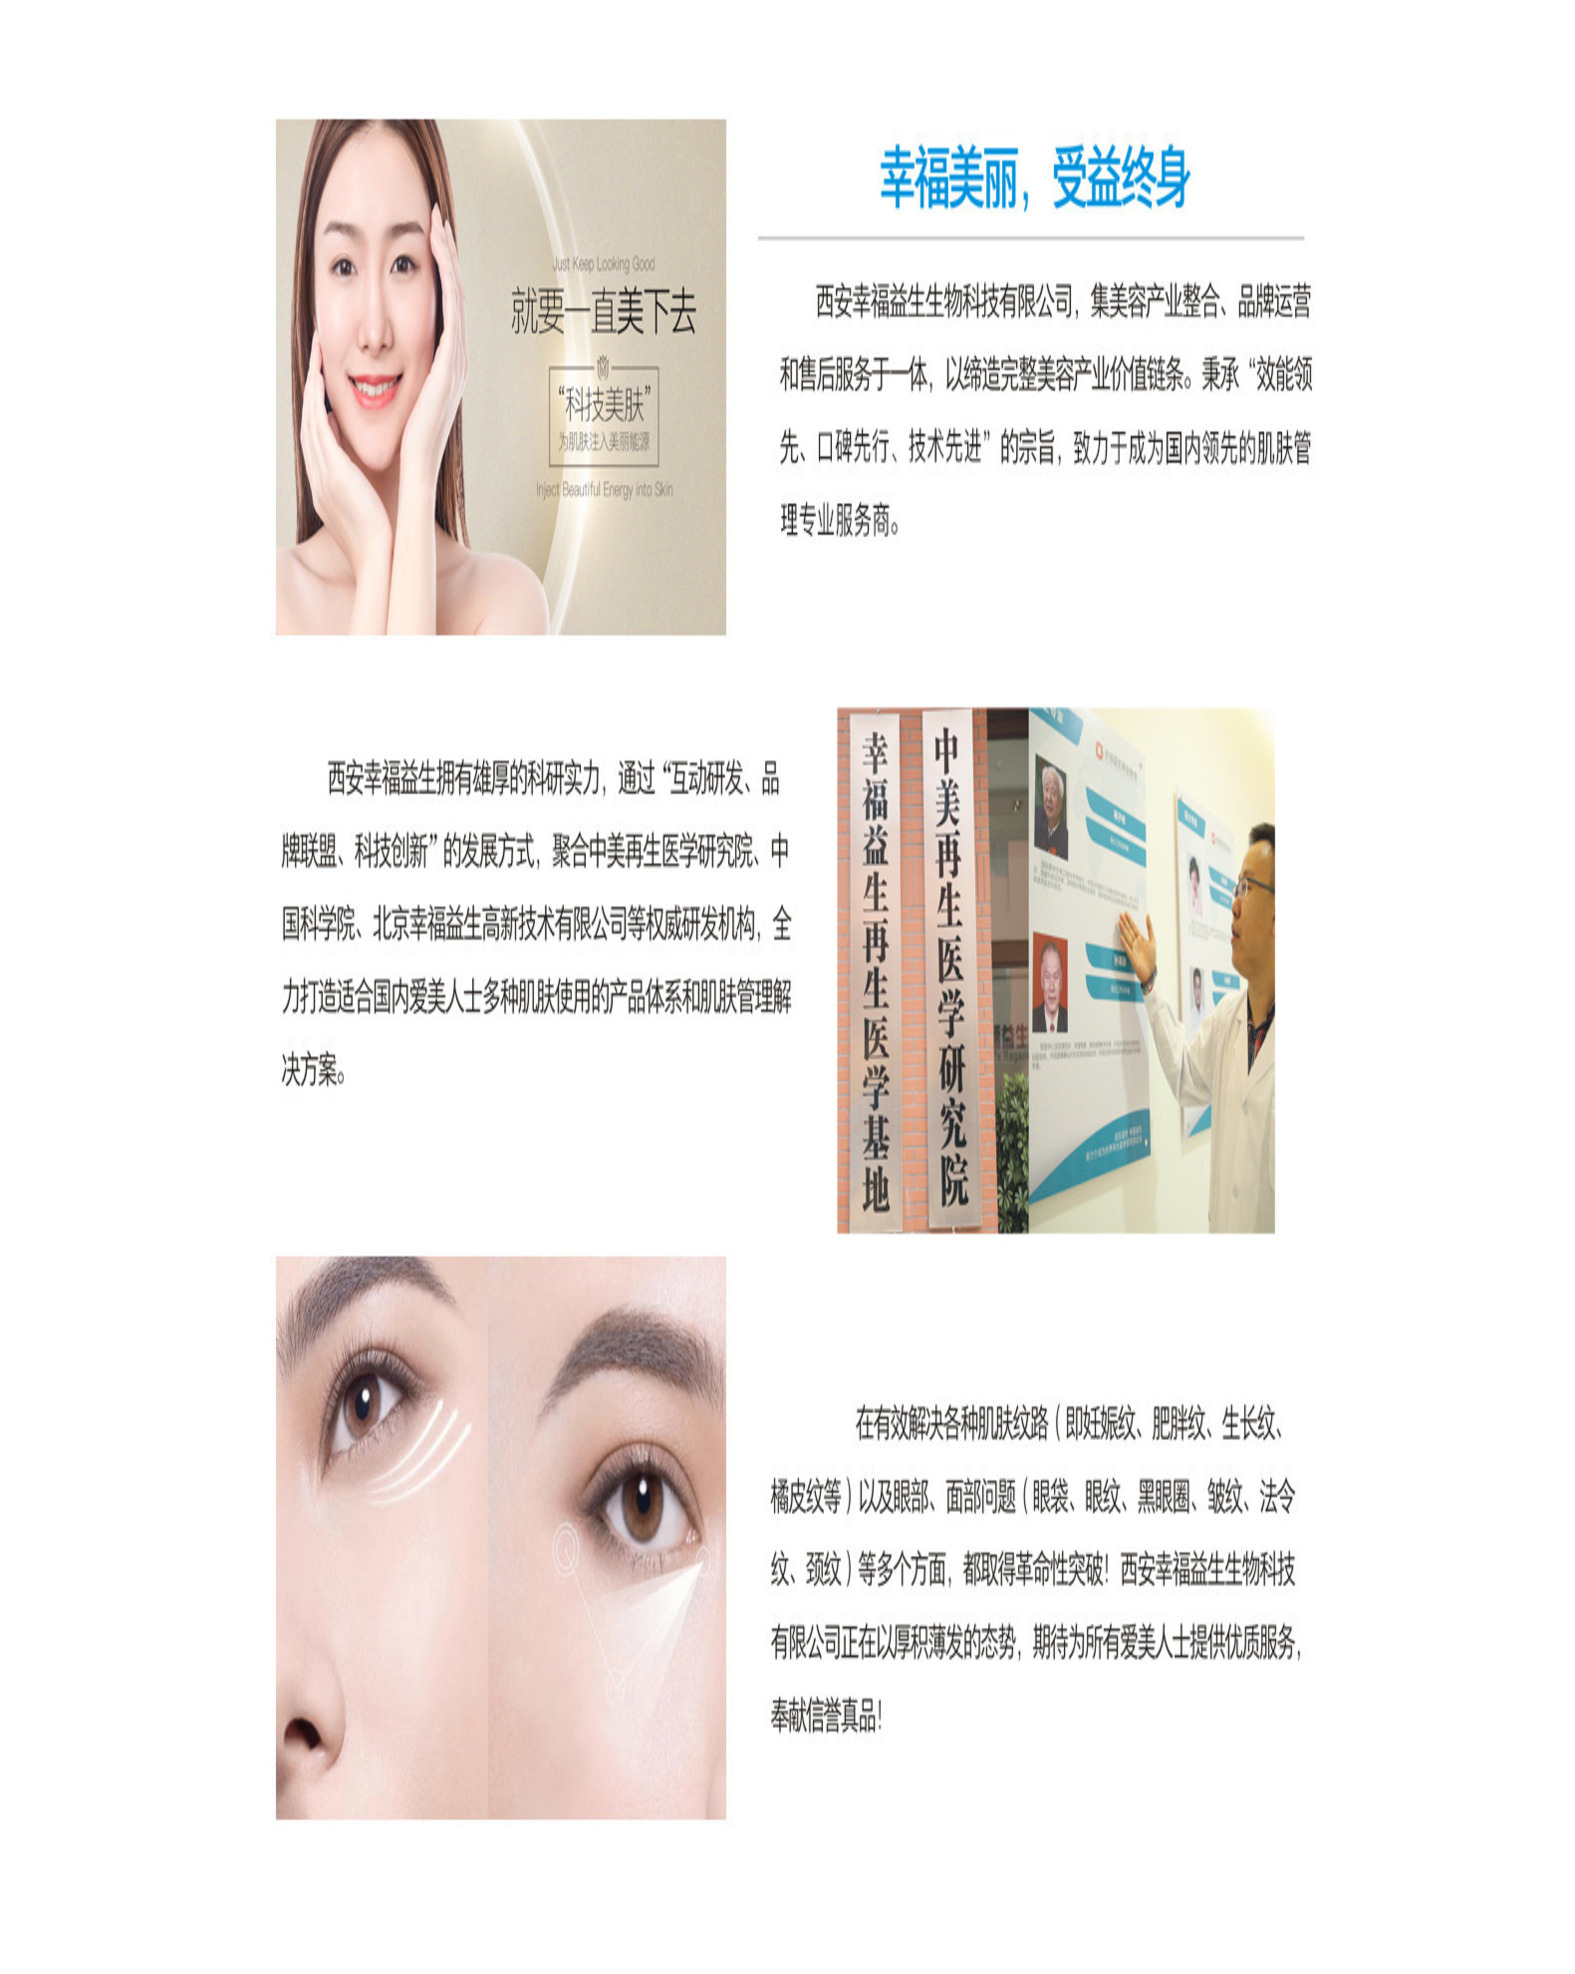 Just Keep Looking Good
就要一直美下去
“科技美肤”
为肌肤注入美丽能源
Inject Beautiful Energy into Skin
幸福美丽，受益终身
西安幸福益生生物科技有限公司，集美容产业整合、品牌运营
和售后服务于一体，以缔造完整美容产业价值链条。秉承“效能领
先、口碑先行、技术先进”的宗旨，致力于成为国内领先的肌肤管
理专业服务商。
西安幸福益生拥有雄厚的科研实力，通过“互动研发、品
牌联盟、科技创新”的发展方式，聚合中美再生医学研究院、中
国科学院、北京幸福益生高新技术有限公司等权威研发机构，全
力打造适合国内爱美人士多种肌肤使用的产品体系和肌肤管理解
决方案。
幸福益生再生医学基地
中美再生医学研究院
在有效解决各种肌肤纹路（即妊娠纹、肥胖纹、生长纹、
橘皮纹等）以及眼部、面部问题（眼袋、眼纹、黑眼圈、皱纹、法令
纹、颈纹）等多个方面，都取得革命性突破！西安幸福益生生物科技
有限公司正在以厚积薄发的态势，期待为所有爱美人士提供优质服务，
奉献信誉真品！